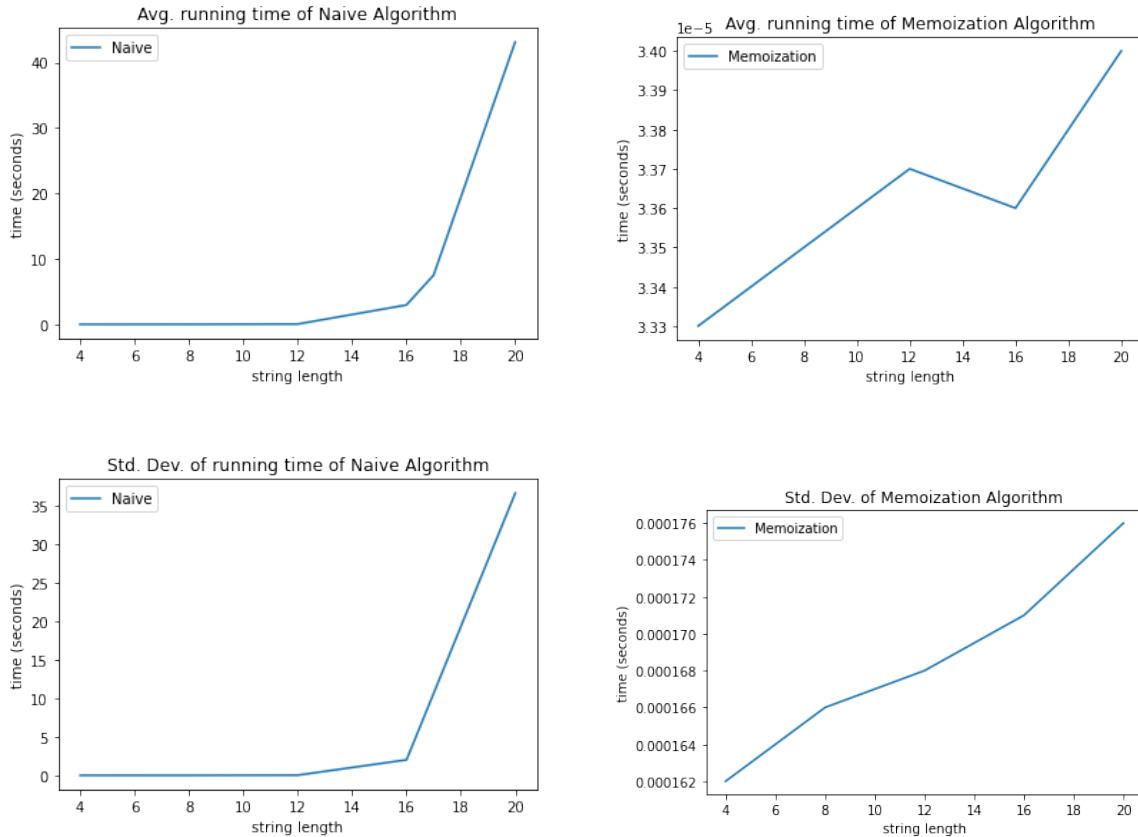 Avg. running time of Naive Algorithm
Naive
40
30
20
10
0
time (seconds)
4 6 8 10 12 14 16 18 20
string length
Avg. running time of Memoization Algorithm
1e−5
Memoization
3.40
3.39
3.38
3.37
3.36
3.35
3.34
3.33
time (seconds)
4 6 8 10 12 14 16 18 20
string length
Std. Dev. of running time of Naive Algorithm
Naive
35
30
25
20
15
10
5
0
time (seconds)
4 6 8 10 12 14 16 18 20
string length
Std. Dev. of Memoization Algorithm
Memoization
0.000176
0.000174
0.000172
0.000170
0.000168
0.000166
0.000164
0.000162
time (seconds)
4 6 8 10 12 14 16 18 20
string length